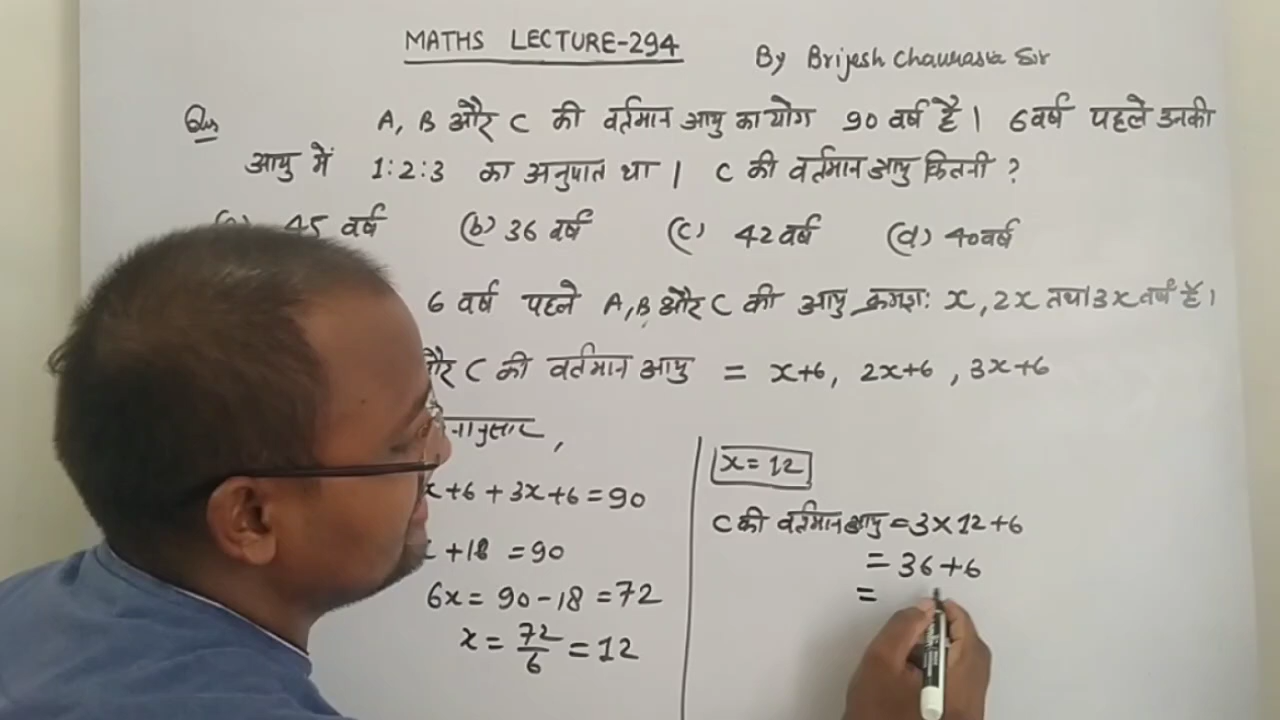 MATHS LECTURE-294
By Brijesh Chaurasia Sir
Qus A, B और C की वर्तमान आयु का योग 90 वर्ष है । 6 वर्ष पहले उनकी
आयु में 1:2:3 का अनुपात था । C की वर्तमान आयु कितनी ?
45 वर्ष (b) 36 वर्ष (c) 42 वर्ष (d) 40 वर्ष
6 वर्ष पहले A, B और C की आयु क्रमश: x, 2x तथा 3x वर्ष हैं ।
और C की वर्तमान आयु = x+6, 2x+6, 3x+6
x+6 + 3x+6 = 90
+18 = 90
6x = 90-18 = 72
x = 72/6 = 12
x = 12
C की वर्तमान आयु = 3×12+6
= 36+6
=